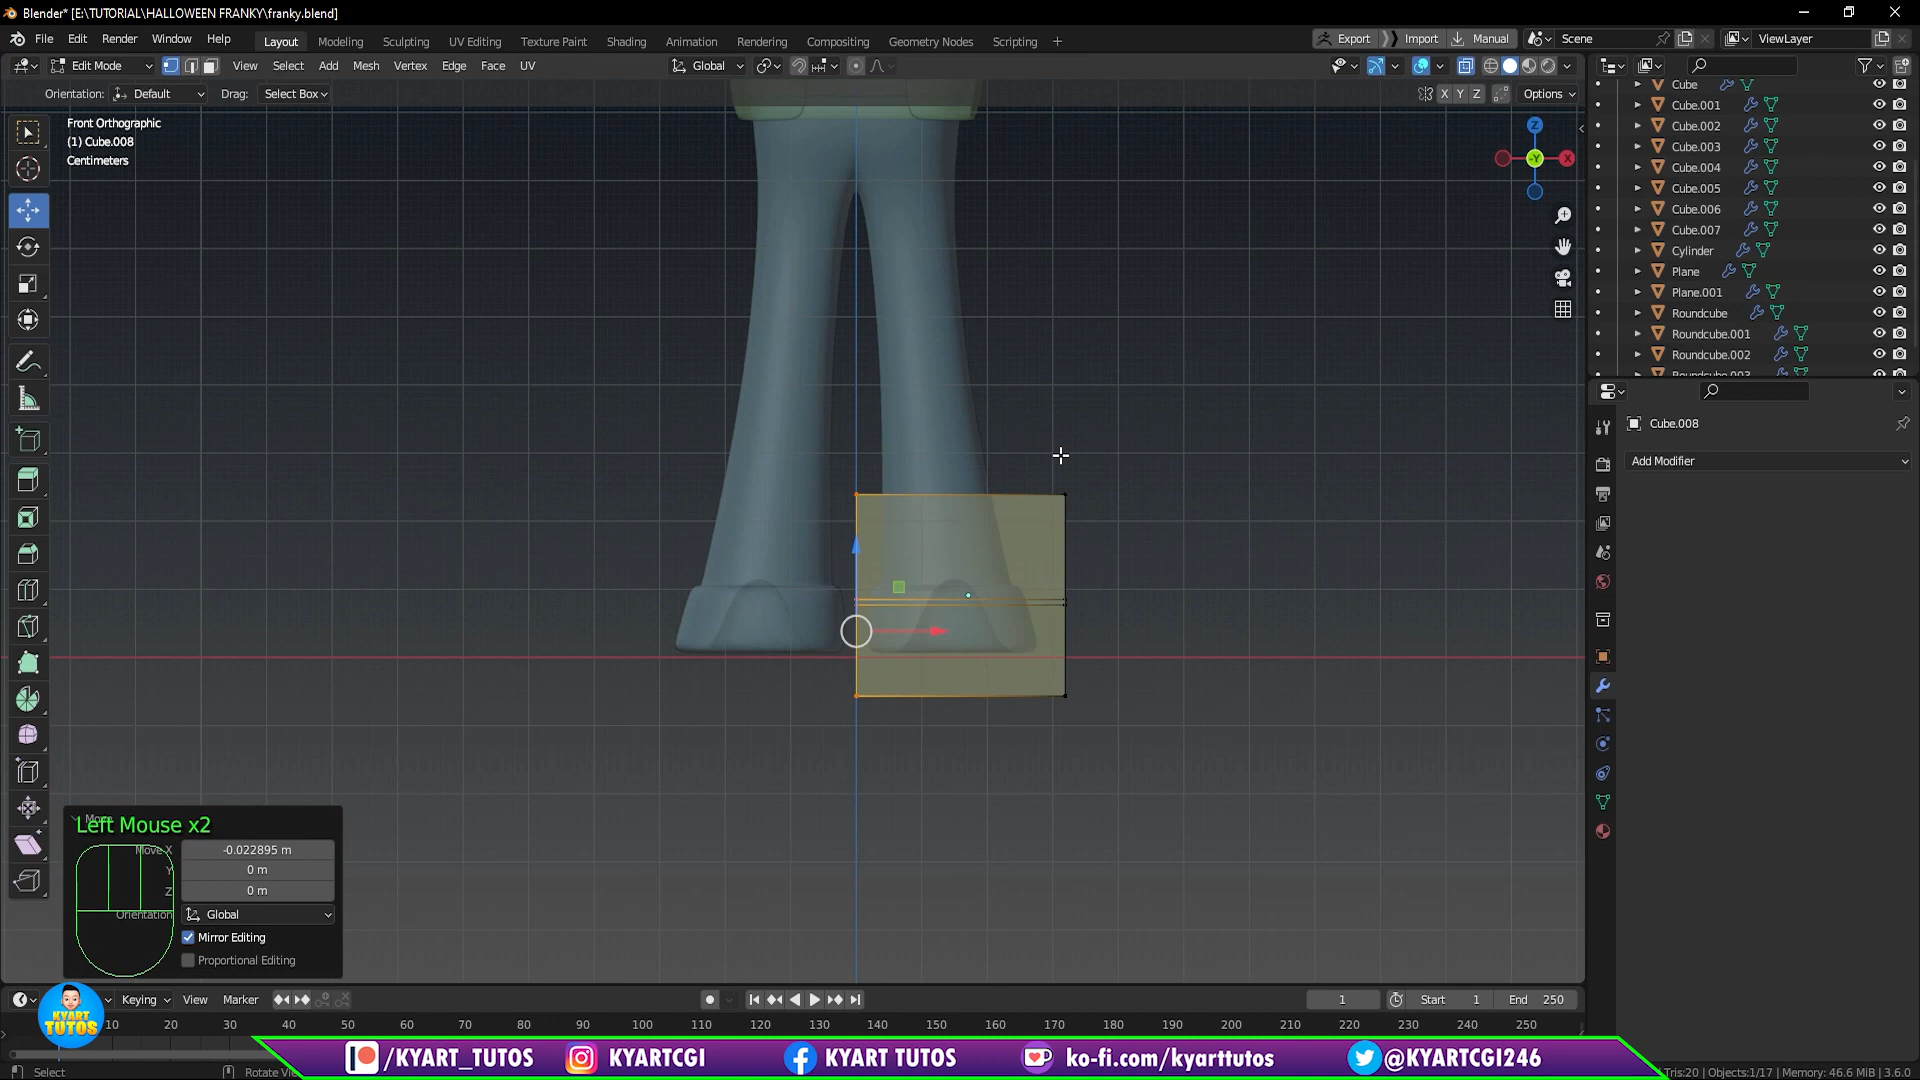 Blender* [E:\TUTORIAL\HALLOWEEN FRANKY\franky.blend]
File Edit Render Window Help Layout Modeling Sculpting UV Editing Texture Paint Shading Animation Rendering Compositing Geometry Nodes Scripting + Export Import Manual Scene ViewLayer
Edit Mode View Select Add Mesh Vertex Edge Face UV Global
Orientation: Default Drag: Select Box X Y Z Options
Front Orthographic
(1) Cube.008
Centimeters
Z
-Y
X
Cube
Cube.001
Cube.002
Cube.003
Cube.004
Cube.005
Cube.006
Cube.007
Cylinder
Plane
Plane.001
Roundcube
Roundcube.001
Roundcube.002
Roundcube.003
Cube.008
Add Modifier
Move
Left Mouse x2
Move X -0.022895 m
Y 0 m
Z 0 m
Orientation Global
Mirror Editing
Proportional Editing
Keying View Marker 1 Start 1 End 250
10 20 30 40 50 60 70 80 90 100 110 120 130 140 150 160 170 180 190 200 210 220 230 240 250
KYART TUTOS
/KYART_TUTOS KYARTCGI KYART TUTOS ko-fi.com/kyarttutos @KYARTCGI246
Select Tris:20 | Objects:1/17 | Memory: 46.6 MiB | 3.6.0